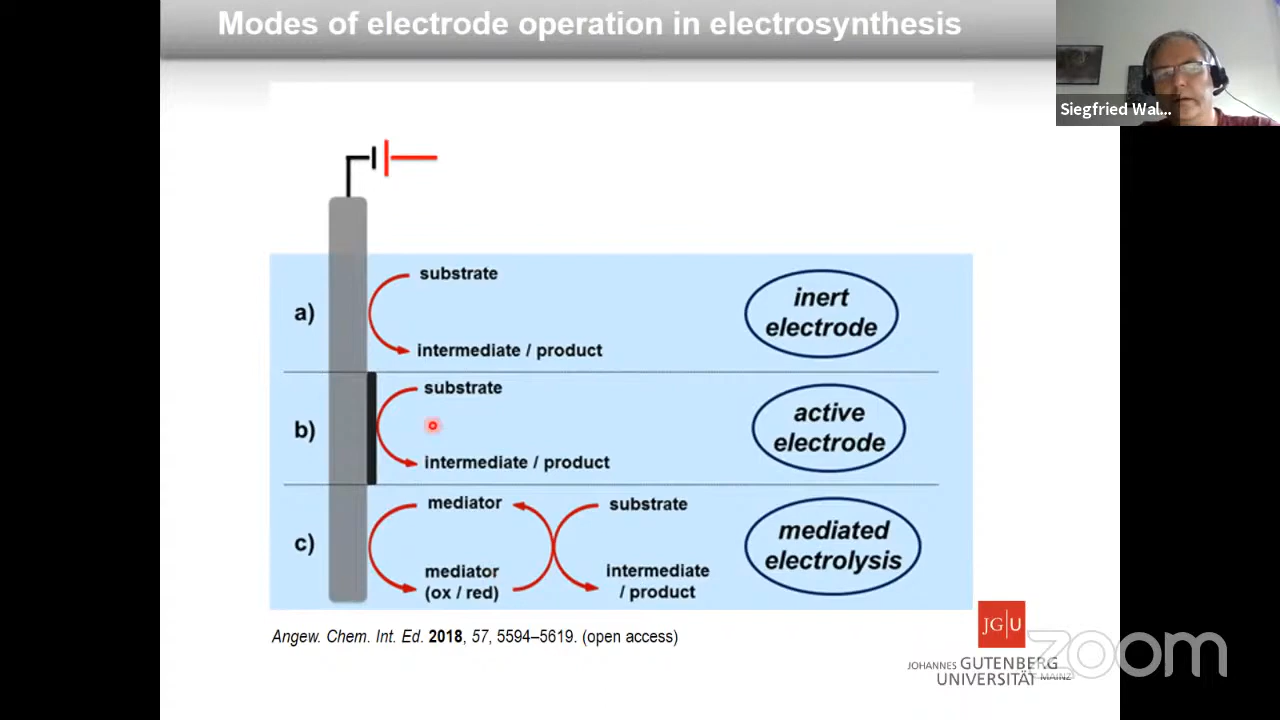 Modes of electrode operation in electrosynthesis
Siegfried Wal...
substrate
a)
inert
electrode
intermediate / product
substrate
b)
active
electrode
intermediate / product
mediator
substrate
c)
mediated
electrolysis
mediator
(ox / red)
intermediate
/ product
Angew. Chem. Int. Ed. 2018, 57, 5594–5619. (open access)
JG|U
JOHANNES GUTENBERG
UNIVERSITÄT MAINZ
zoom